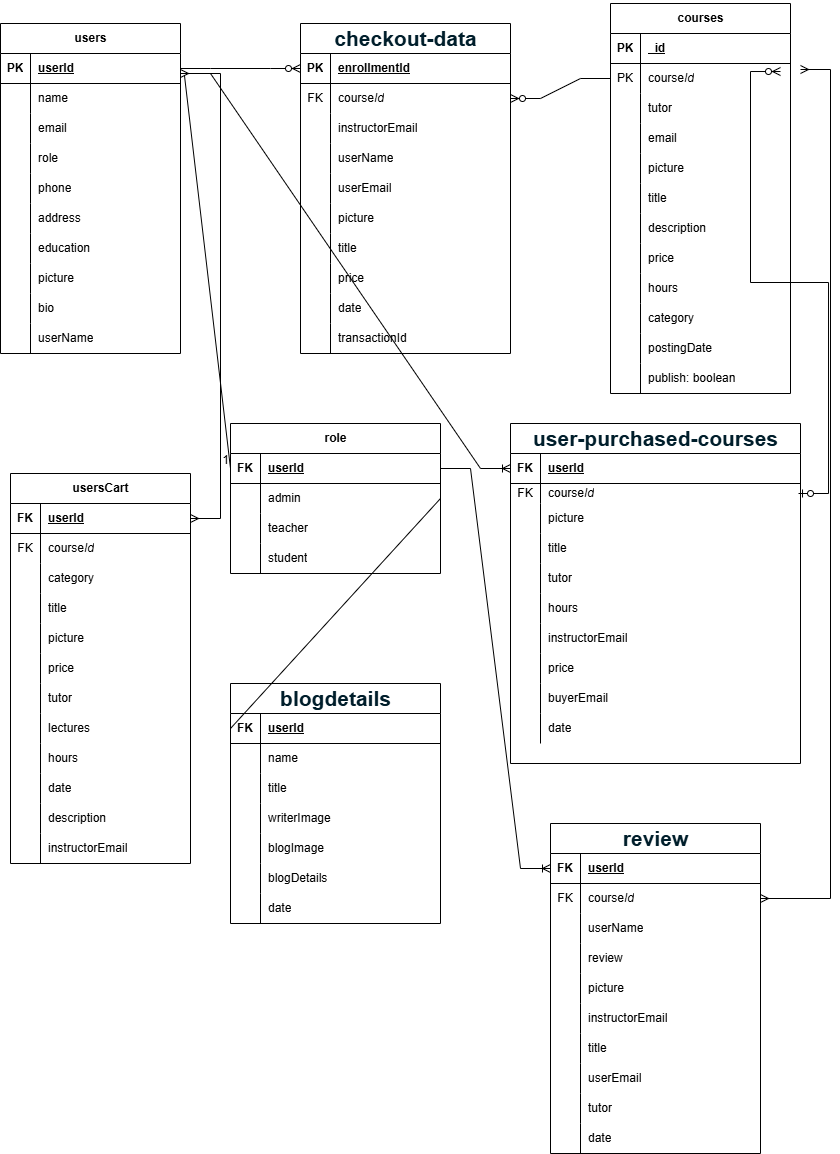 users
PK userId
name
email
role
phone
address
education
picture
bio
userName
checkout-data
PK enrollmentId
FK courseId
instructorEmail
userName
userEmail
picture
title
price
date
transactionId
courses
PK _id
PK courseId
tutor
email
picture
title
description
price
hours
category
postingDate
publish: boolean
usersCart
FK userId
FK courseId
category
title
picture
price
tutor
lectures
hours
date
description
instructorEmail
1
role
FK userId
admin
teacher
student
user-purchased-courses
FK userId
FK courseId
picture
title
tutor
hours
instructorEmail
price
buyerEmail
date
blogdetails
FK userId
name
title
writerImage
blogImage
blogDetails
date
review
FK userId
FK courseId
userName
review
picture
instructorEmail
title
userEmail
tutor
date